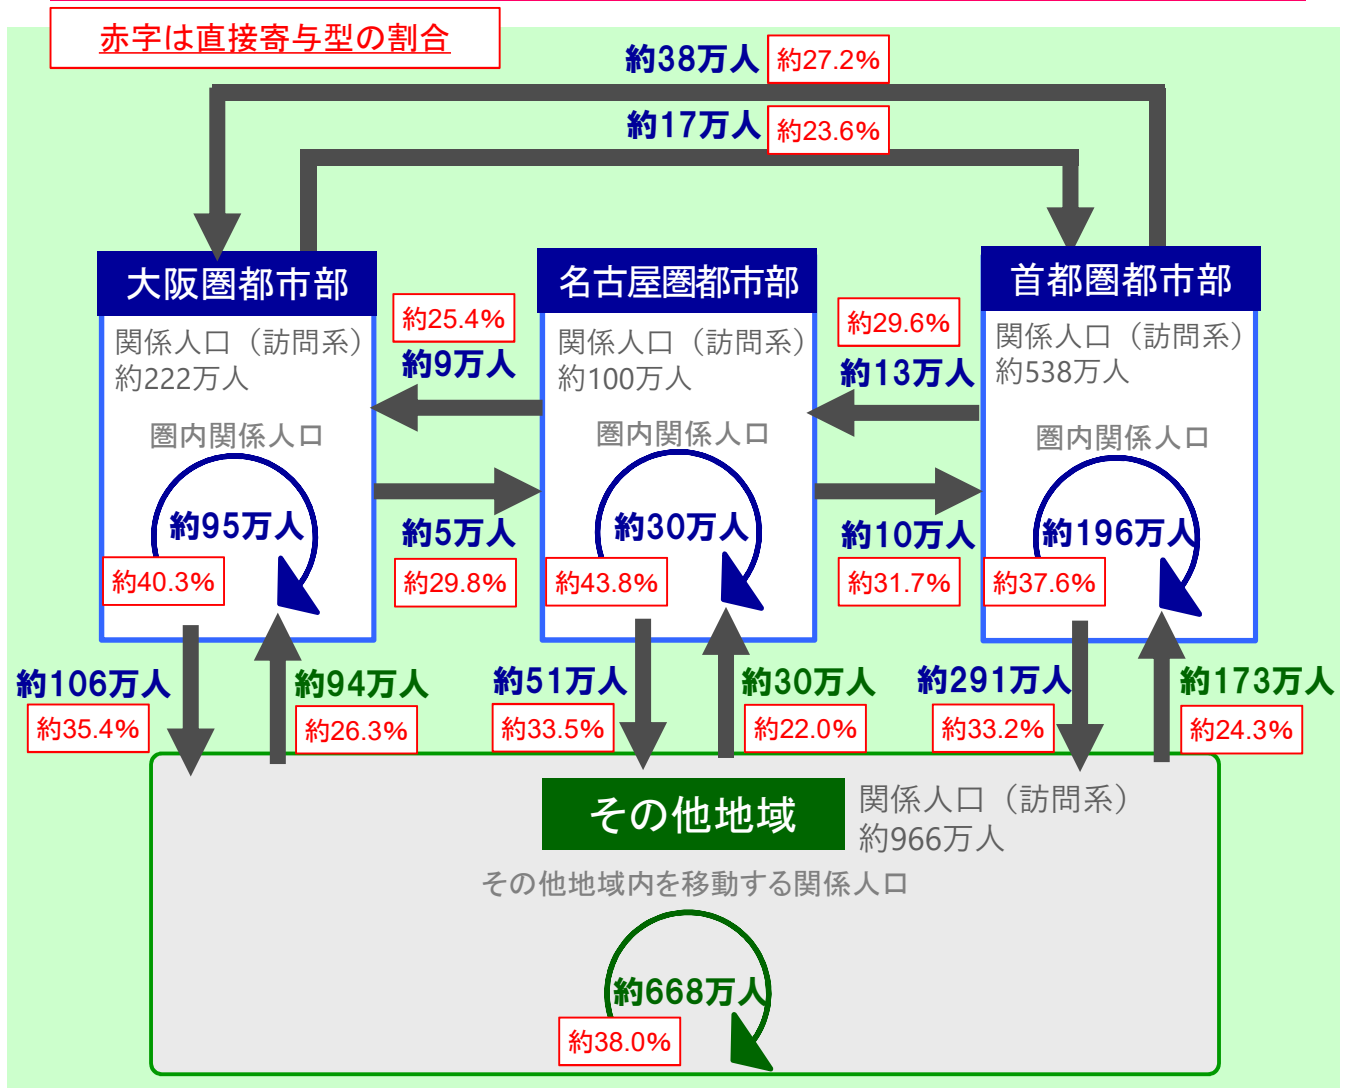 赤字は直接寄与型の割合
約38万人 約27.2%
約17万人 約23.6%
大阪圏都市部
関係人口（訪問系）
約222万人
圏内関係人口
約95万人
約40.3%
約25.4%
約9万人
約5万人
約29.8%
名古屋圏都市部
関係人口（訪問系）
約100万人
圏内関係人口
約30万人
約43.8%
約29.6%
約13万人
約10万人
約31.7%
首都圏都市部
関係人口（訪問系）
約538万人
圏内関係人口
約196万人
約37.6%
約106万人
約35.4%
約94万人
約26.3%
約51万人
約33.5%
約30万人
約22.0%
約291万人
約33.2%
約173万人
約24.3%
その他地域
関係人口（訪問系）
約966万人
その他地域内を移動する関係人口
約668万人
約38.0%